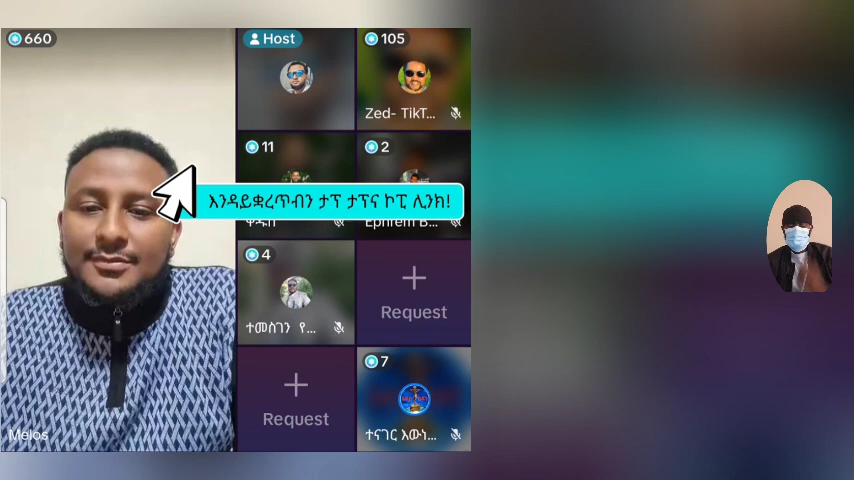 660
Host
105
Zed- TikT...
11
2
እንዳይቋረጥብን ታፕ ታፕና ኮፒ ሊንክ!
Ephrem B...
4
Request
ተመስገን የ...
Request
7
Melos
ተናገር እውነ...